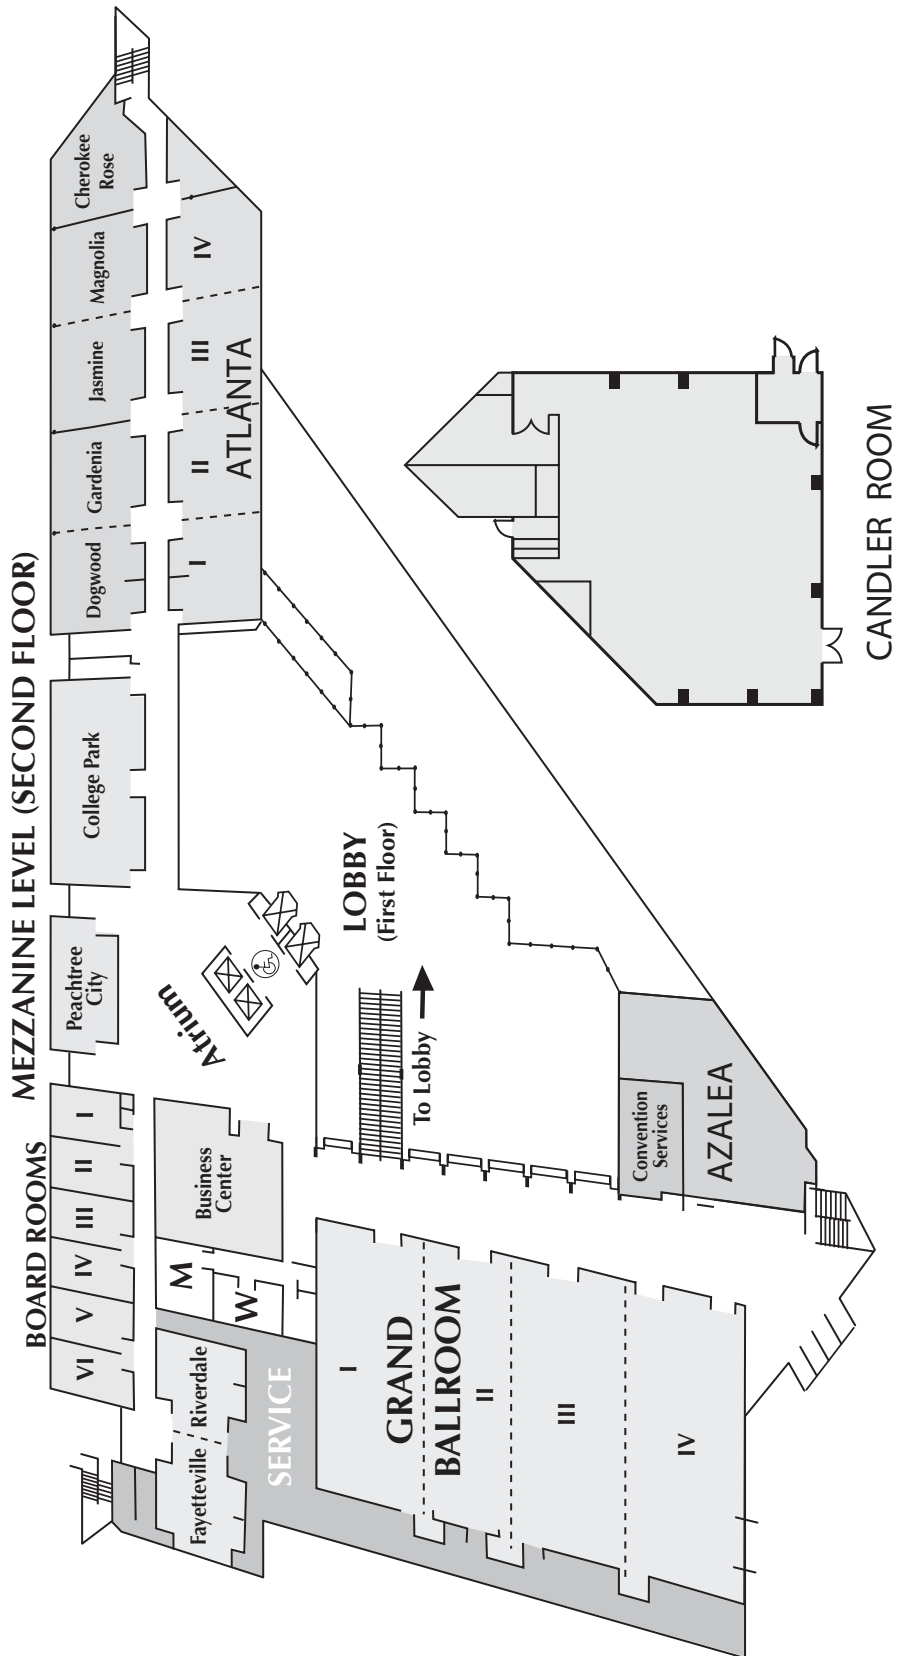 MEZZANINE LEVEL (SECOND FLOOR)
BOARD ROOMS
VI
V
IV
III
II
I
Peachtree
City
College Park
Dogwood
Gardenia
Jasmine
Magnolia
Cherokee
Rose
I
II
III
IV
ATLANTA
Fayetteville
Riverdale
M
W
Business
Center
Atrium
SERVICE
LOBBY
(First Floor)
To Lobby
I
GRAND
BALLROOM
II
III
IV
Convention
Services
AZALEA
CANDLER ROOM